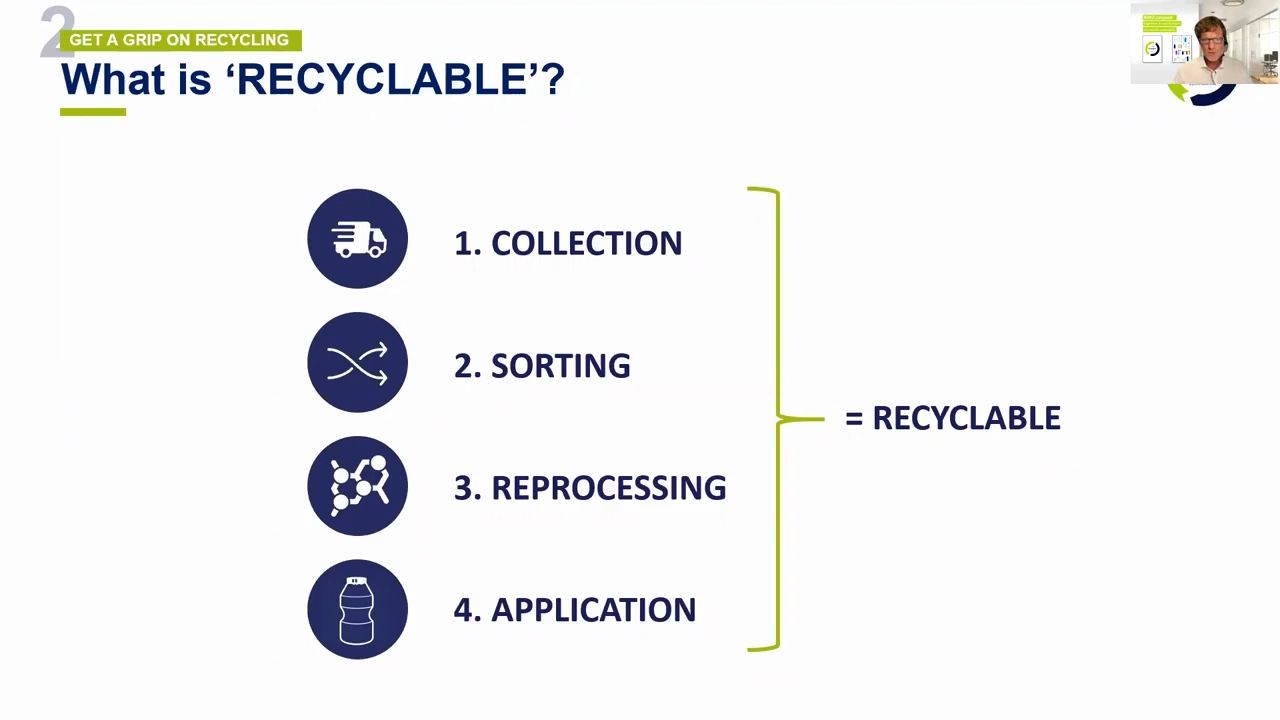 2
GET A GRIP ON RECYCLING
What is ‘RECYCLABLE’?
1. COLLECTION
2. SORTING
3. REPROCESSING
4. APPLICATION
= RECYCLABLE